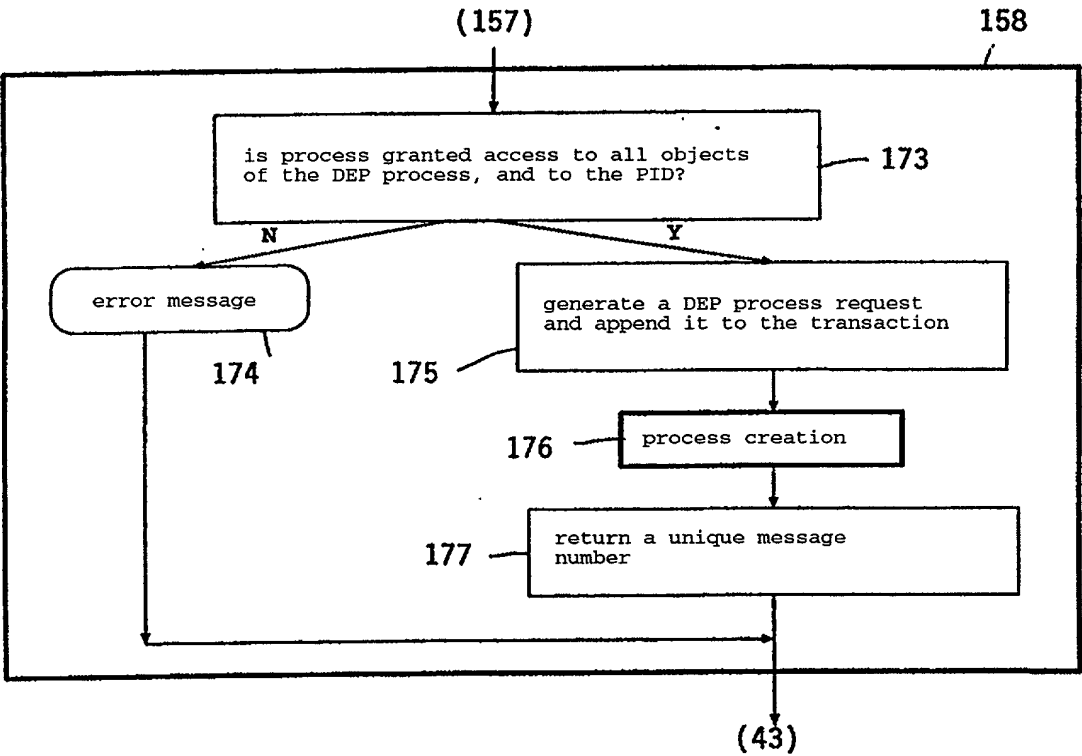 (157)
158
is process granted access to all objects
of the DEP process, and to the PID?
173
N
Y
error message
174
generate a DEP process request
and append it to the transaction
175
process creation
176
return a unique message
number
177
(43)